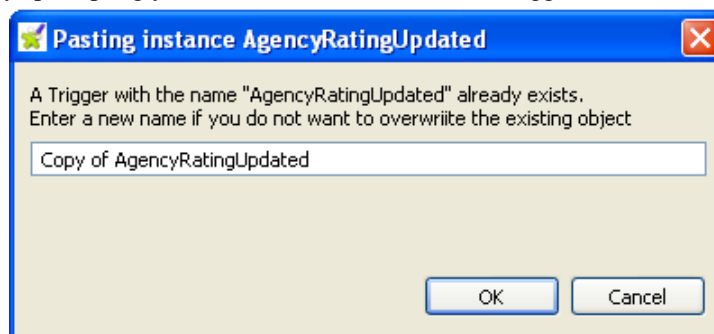 Pasting instance AgencyRatingUpdated
A Trigger with the name "AgencyRatingUpdated" already exists.
Enter a new name if you do not want to overwriite the existing object
Copy of AgencyRatingUpdated
OK Cancel